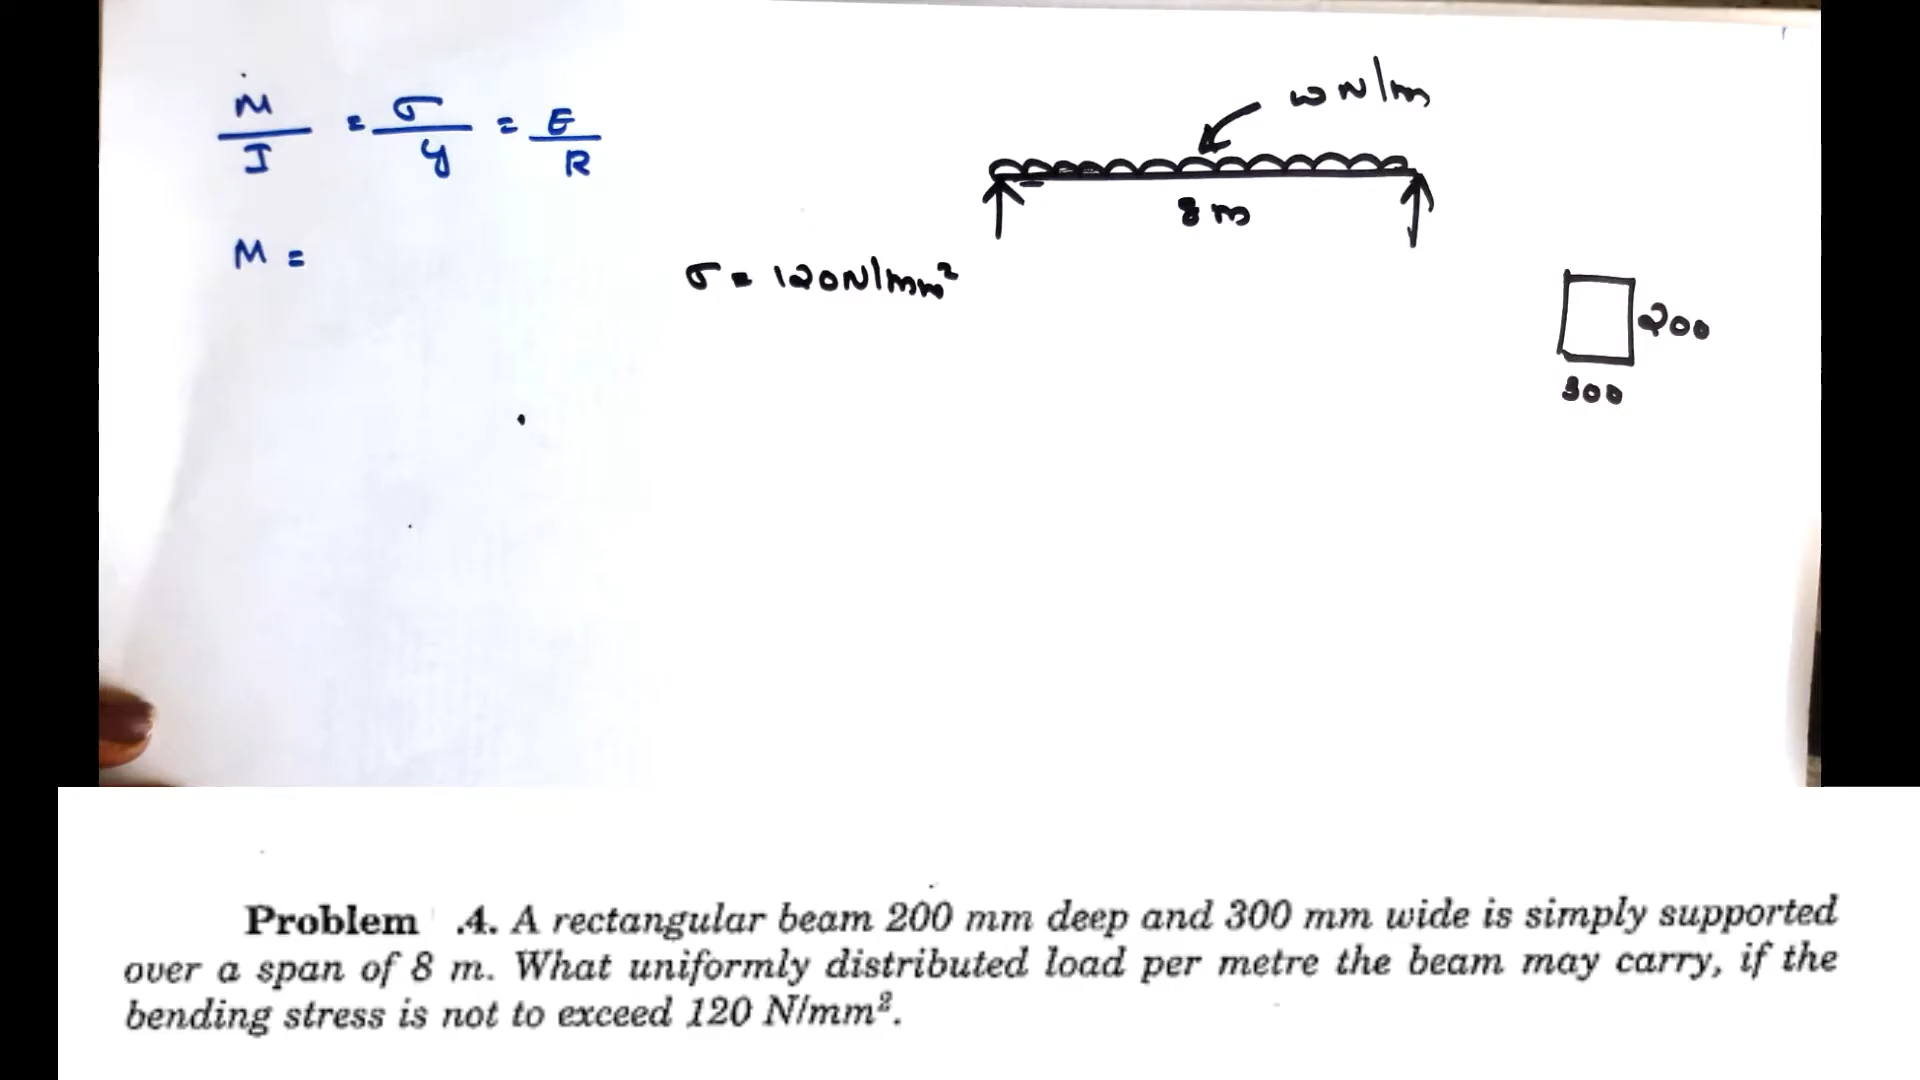 M/I = σ/y = E/R
M =
w N/m
8 m
σ = 120N/mm²
200
300
Problem .4. A rectangular beam 200 mm deep and 300 mm wide is simply supported
over a span of 8 m. What uniformly distributed load per metre the beam may carry, if the
bending stress is not to exceed 120 N/mm².